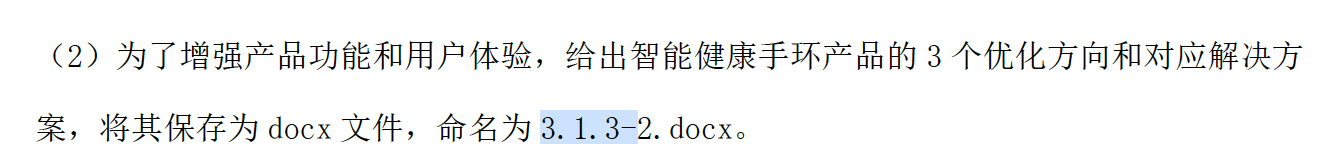 （2）为了增强产品功能和用户体验，给出智能健康手环产品的 3 个优化方向和对应解决方
案，将其保存为 docx 文件，命名为 3.1.3-2.docx。